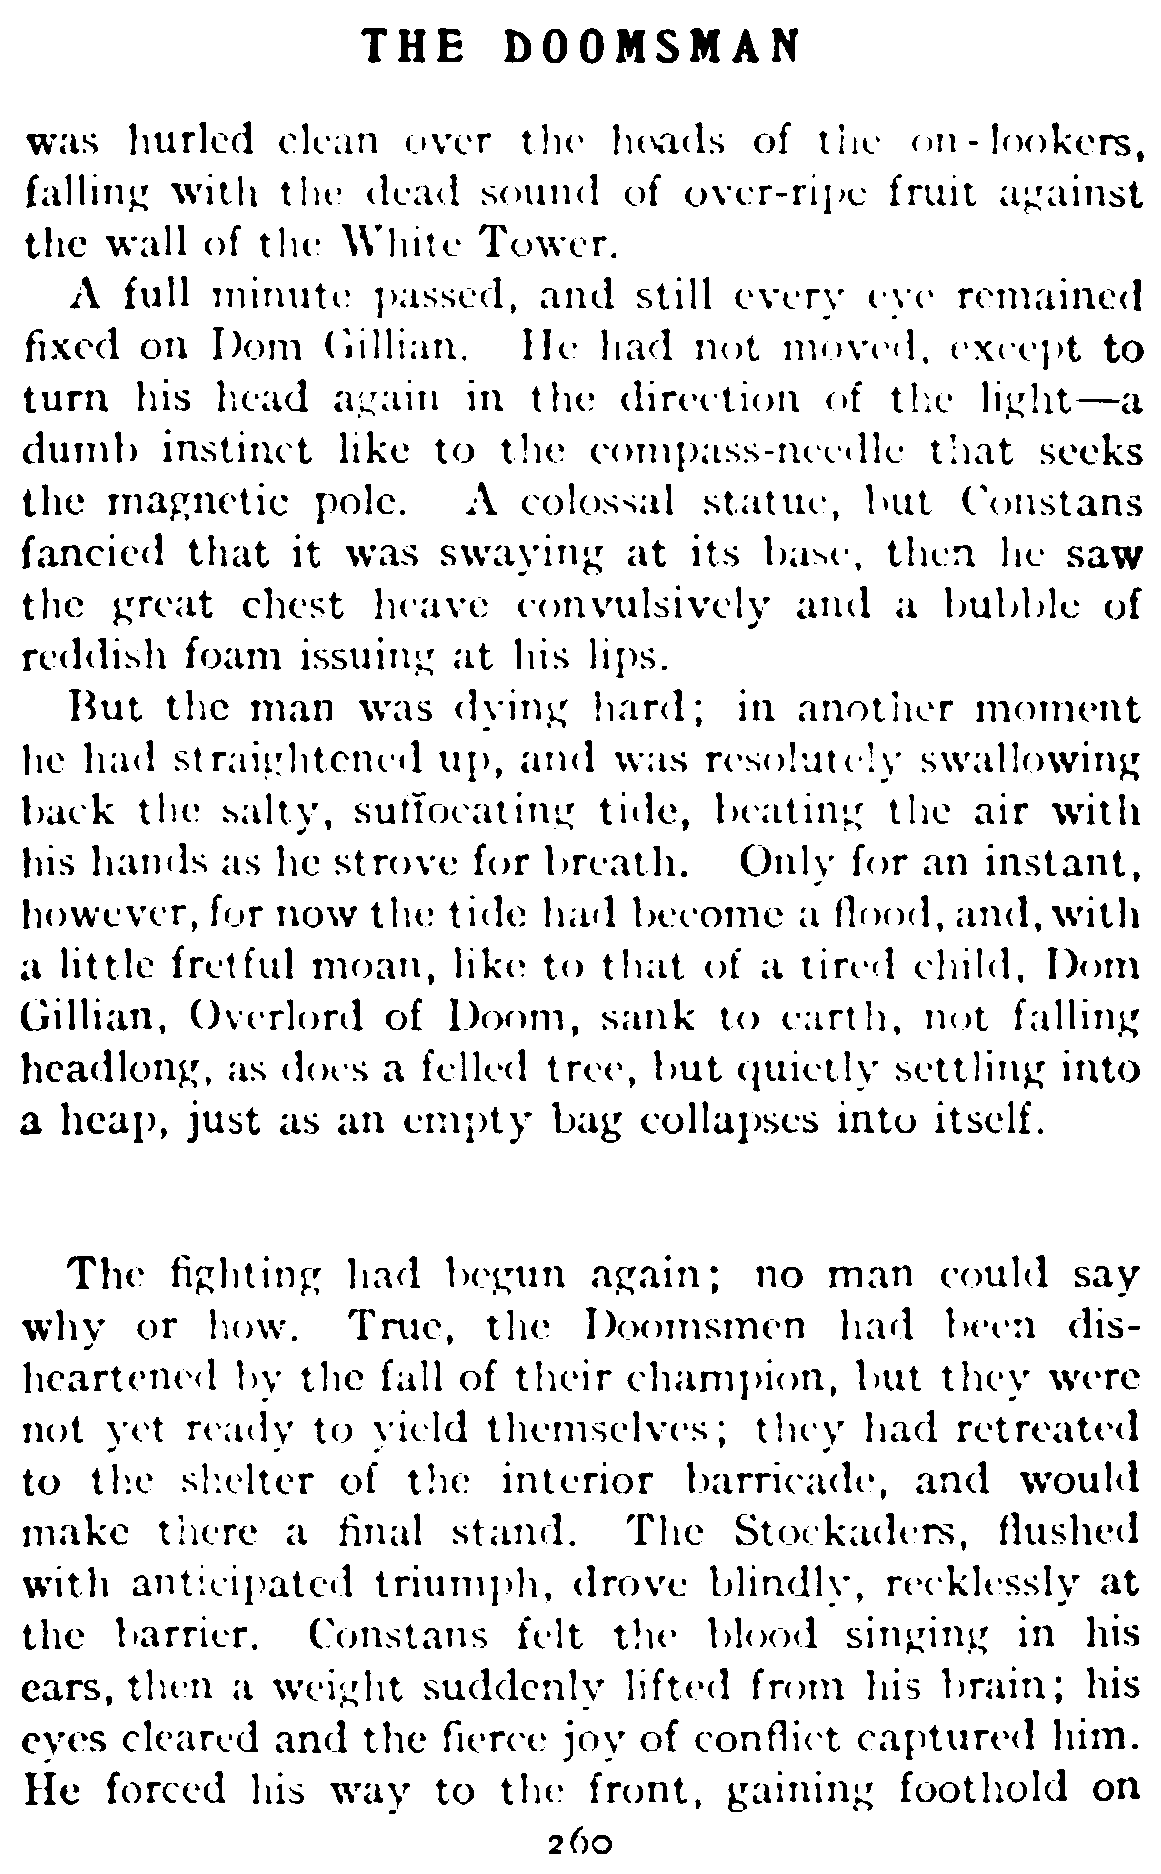 THE DOOMSMAN
was hurled clean over the heads of the on-lookers,
falling with the dead sound of over-ripe fruit against
the wall of the White Tower.
A full minute passed, and still every eye remained
fixed on Dom Gillian. He had not moved, except to
turn his head again in the direction of the light—a
dumb instinct like to the compass-needle that seeks
the magnetic pole. A colossal statue, but Constans
fancied that it was swaying at its base, then he saw
the great chest heave convulsively and a bubble of
reddish foam issuing at his lips.
But the man was dying hard; in another moment
he had straightened up, and was resolutely swallowing
back the salty, suffocating tide, beating the air with
his hands as he strove for breath. Only for an instant,
however, for now the tide had become a flood, and, with
a little fretful moan, like to that of a tired child, Dom
Gillian, Overlord of Doom, sank to earth, not falling
headlong, as does a felled tree, but quietly settling into
a heap, just as an empty bag collapses into itself.
The fighting had begun again; no man could say
why or how. True, the Doomsmen had been dis-
heartened by the fall of their champion, but they were
not yet ready to yield themselves; they had retreated
to the shelter of the interior barricade, and would
make there a final stand. The Stockaders, flushed
with anticipated triumph, drove blindly, recklessly at
the barrier. Constans felt the blood singing in his
ears, then a weight suddenly lifted from his brain; his
eyes cleared and the fierce joy of conflict captured him.
He forced his way to the front, gaining foothold on
260